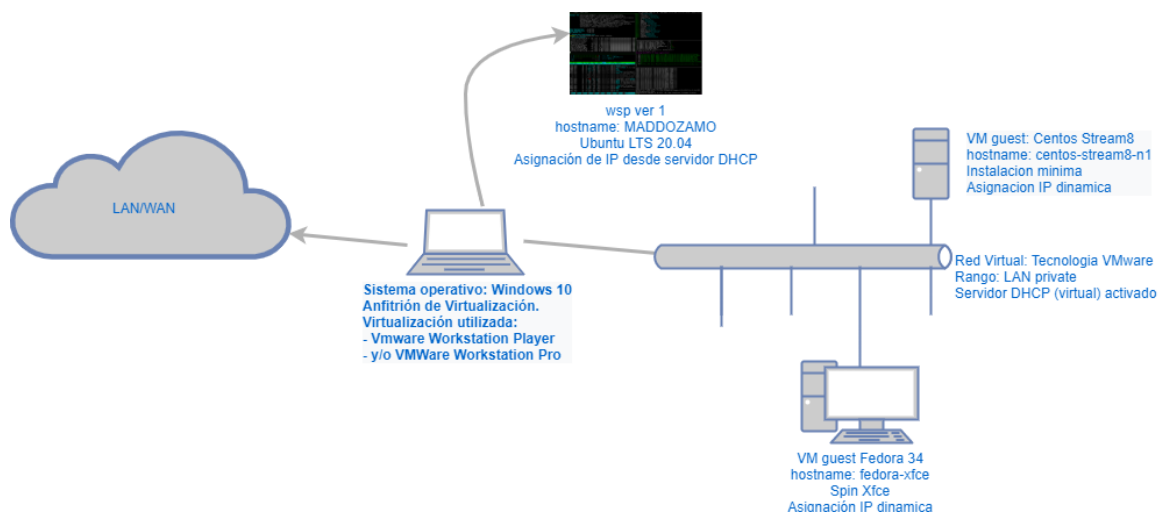 wsp ver 1
hostname: MADDOZAMO
Ubuntu LTS 20.04
Asignación de IP desde servidor DHCP
VM guest: Centos Stream8
hostname: centos-stream8-n1
Instalacion minima
Asignacion IP dinamica
LAN/WAN
Red Virtual: Tecnologia VMware
Rango: LAN private
Servidor DHCP (virtual) activado
Sistema operativo: Windows 10
Anfitrión de Virtualización.
Virtualización utilizada:
- Vmware Workstation Player
- y/o VMWare Workstation Pro
VM guest Fedora 34
hostname: fedora-xfce
Spin Xfce
Asignación IP dinamica